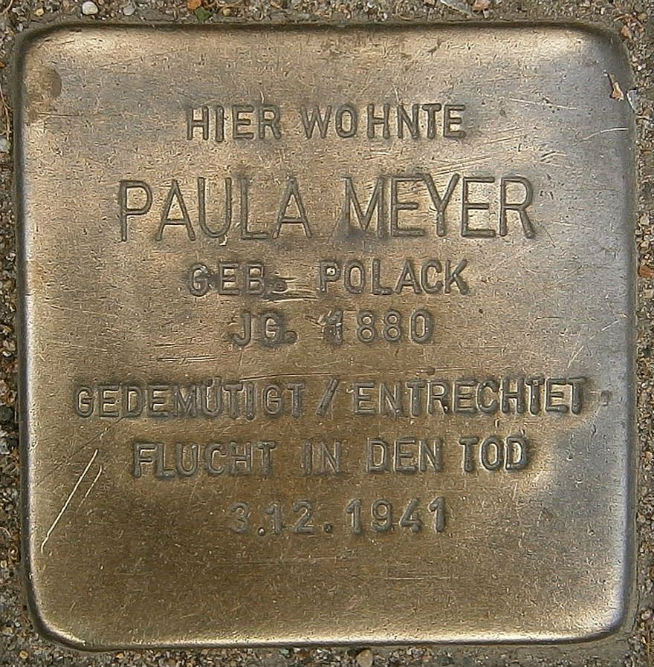 HIER WOHNTE
PAULA MEYER
GEB. POLACK
JG. 1880
GEDEMÜTIGT / ENTRECHTET
FLUCHT IN DEN TOD
3.12.1941